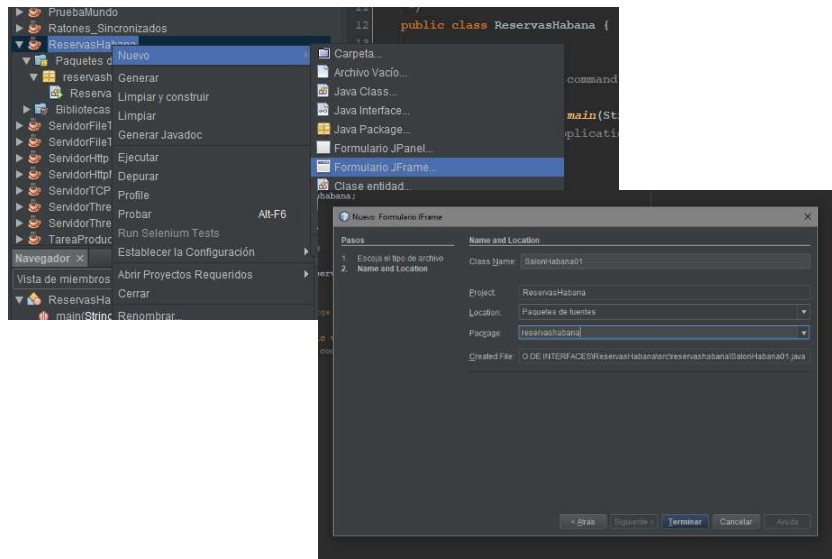 PruebaMundo
Ratones_Sincronizados
ReservasHabana
Paquetes d
reservash
Reserva
Bibliotecas
ServidorFileT
ServidorFileT
ServidorHttp
ServidorHttpM
ServidorTCP
ServidorThre
ServidorThre
TareaProduc
Navegador ×
Vista de miembros
ReservasHa
main(String
Nuevo
Generar
Limpiar y construir
Limpiar
Generar Javadoc
Ejecutar
Depurar
Profile
Probar Alt-F6
Run Selenium Tests
Establecer la Configuración
Abrir Proyectos Requeridos
Cerrar
Renombrar...
Carpeta...
Archivo Vacío...
Java Class...
Java Interface...
Java Package...
Formulario JPanel...
Formulario JFrame...
Clase entidad...
11 */
12 public class ReservasHabana {
13
command
main(St
plicati
habana;
Nuevo Formulario JFrame ×
Pasos
1. Escoja el tipo de archivo
2. Name and Location
Name and Location
Class Name: SalonHabana01
Project: ReservasHabana
Location: Paquetes de fuentes
Package: reservashabana
Created File: O DE INTERFACES\ReservasHabana\src\reservashabana\SalonHabana01.java
< Atrás Siguiente > Terminar Cancelar Ayuda